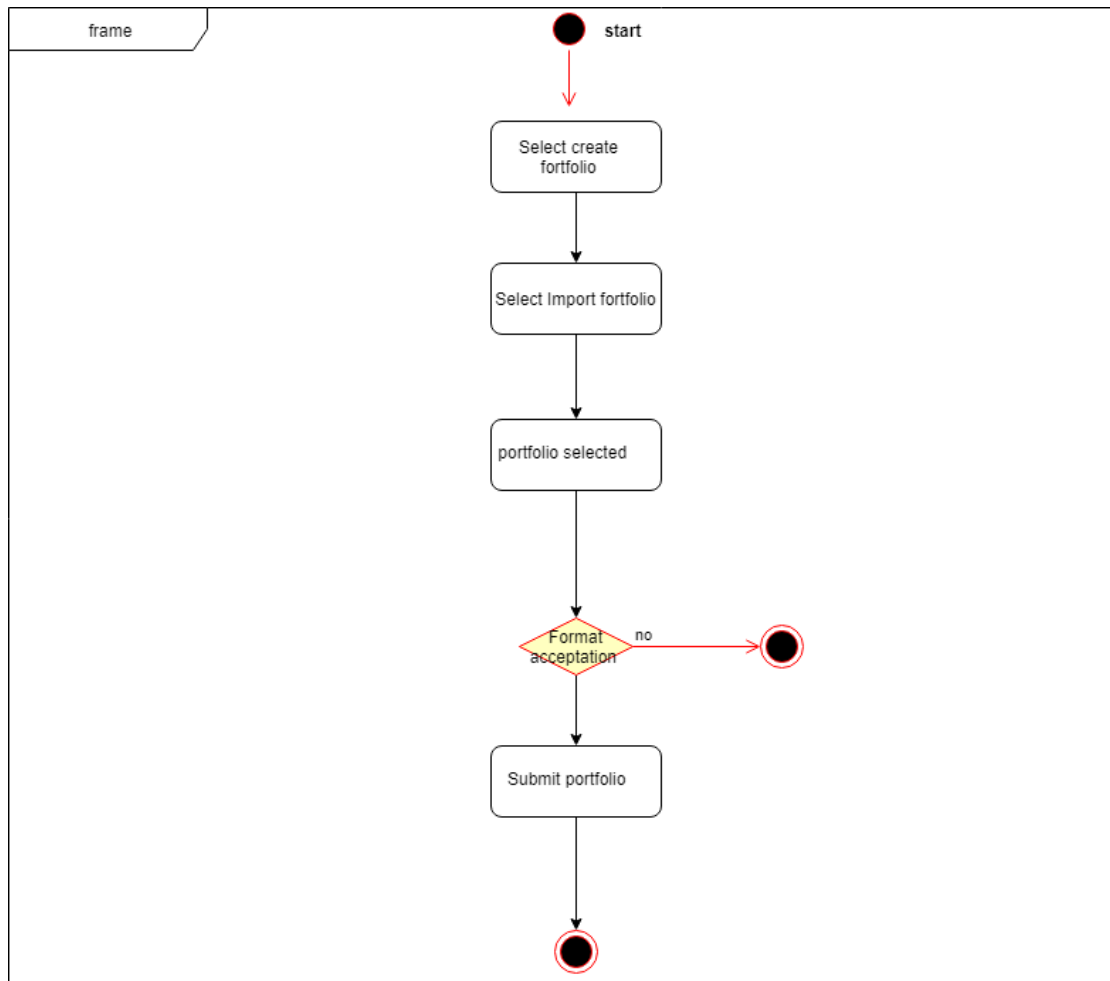 frame
start
Select create
fortfolio
Select Import fortfolio
portfolio selected
Format
acceptation
no
Submit portfolio